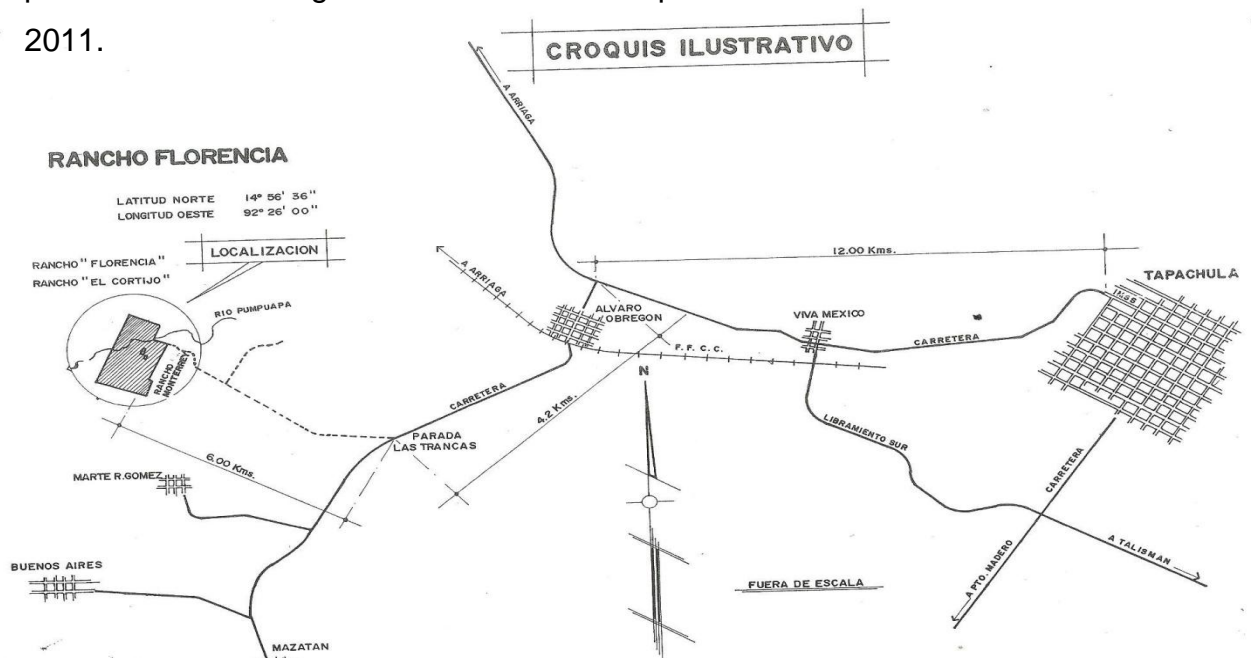 2011.
CROQUIS ILUSTRATIVO
A ARRIAGA
RANCHO FLORENCIA
LATITUD NORTE 14° 56' 36"
LONGITUD OESTE 92° 26' 00"
LOCALIZACION
RANCHO "FLORENCIA"
RANCHO "EL CORTIJO"
RIO PUMPUAPA
RANCHO
A ARRIAGA
12.00 Kms.
TAPACHULA
ALVARO
OBREGON
VIVA MEXICO
CARRETERA
F.F.C.C.
N
CARRETERA
4.2 Kms.
PARADA
LAS TRANCAS
6.00 Kms.
MARTE R. GOMEZ
LIBRAMIENTO SUR
CARRETERA
BUENOS AIRES
FUERA DE ESCALA
A PTO. MADERO
A TALISMAN
MAZATAN